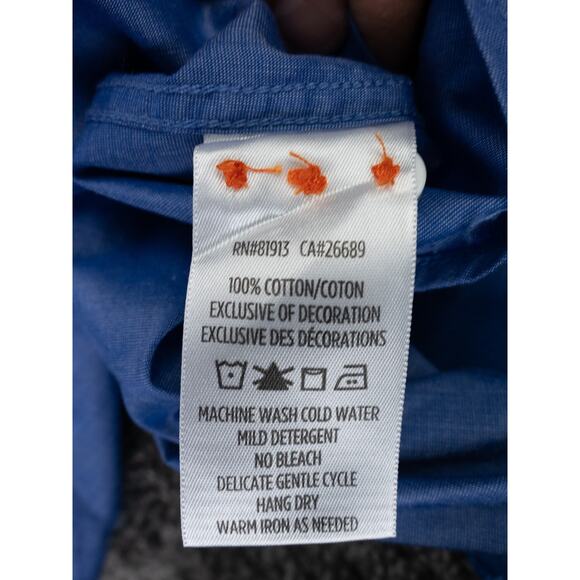 RN#81913 CA#26689
100% COTTON/COTON
EXCLUSIVE OF DECORATION
EXCLUSIVE DES DÉCORATIONS
MACHINE WASH COLD WATER
MILD DETERGENT
NO BLEACH
DELICATE GENTLE CYCLE
HANG DRY
WARM IRON AS NEEDED